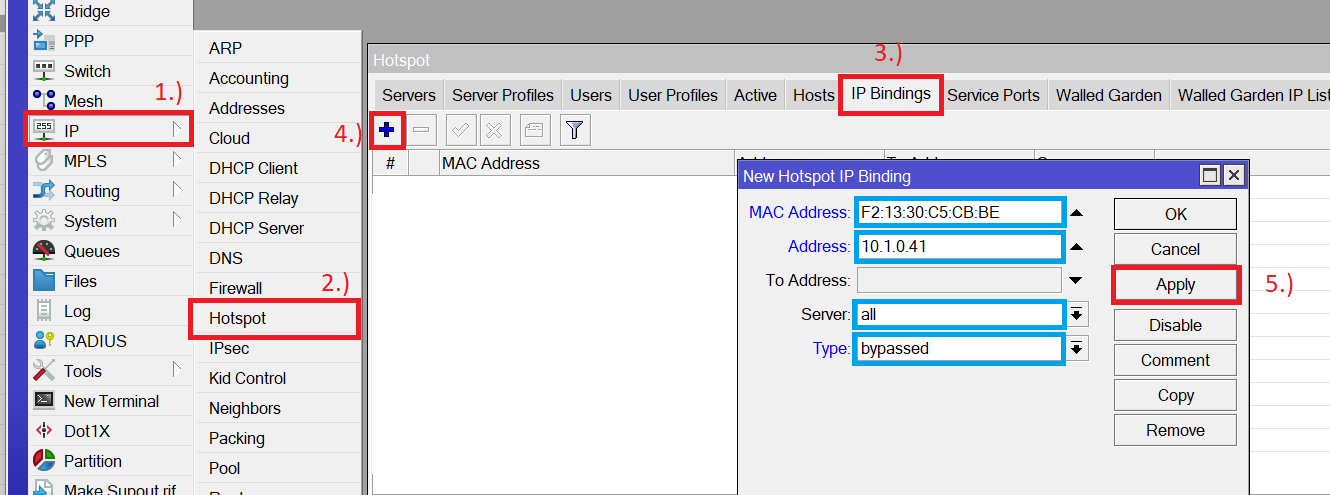 Bridge
PPP
Switch
Mesh
1.)
IP
MPLS
Routing
System
Queues
Files
Log
RADIUS
Tools
New Terminal
Dot1X
Partition
Make Supout.rif
ARP
Accounting
Addresses
Cloud
DHCP Client
DHCP Relay
DHCP Server
DNS
Firewall
2.)
Hotspot
IPsec
Kid Control
Neighbors
Packing
Pool
Hotspot
3.)
Servers Server Profiles Users User Profiles Active Hosts IP Bindings Service Ports Walled Garden Walled Garden IP List
4.)
# MAC Address
New Hotspot IP Binding
MAC Address: F2:13:30:C5:CB:BE
Address: 10.1.0.41
To Address:
Server: all
Type: bypassed
OK
Cancel
Apply
5.)
Disable
Comment
Copy
Remove